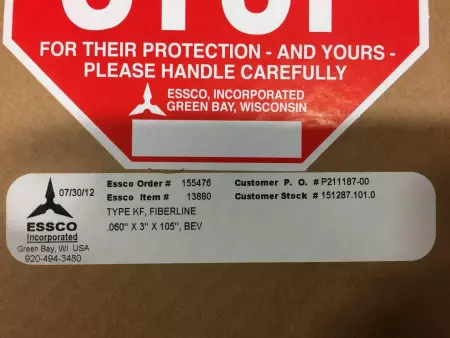 STOP
FOR THEIR PROTECTION - AND YOURS -
PLEASE HANDLE CAREFULLY
ESSCO, INCORPORATED
GREEN BAY, WISCONSIN
07/30/12
ESSCO
Incorporated
Green Bay, WI USA
920-494-3480
Essco Order # 155476
Essco Item # 13880
TYPE KF, FIBERLINE
.060" X 3" X 105", BEV
Customer P. O. # P211187-00
Customer Stock # 151287.101.0